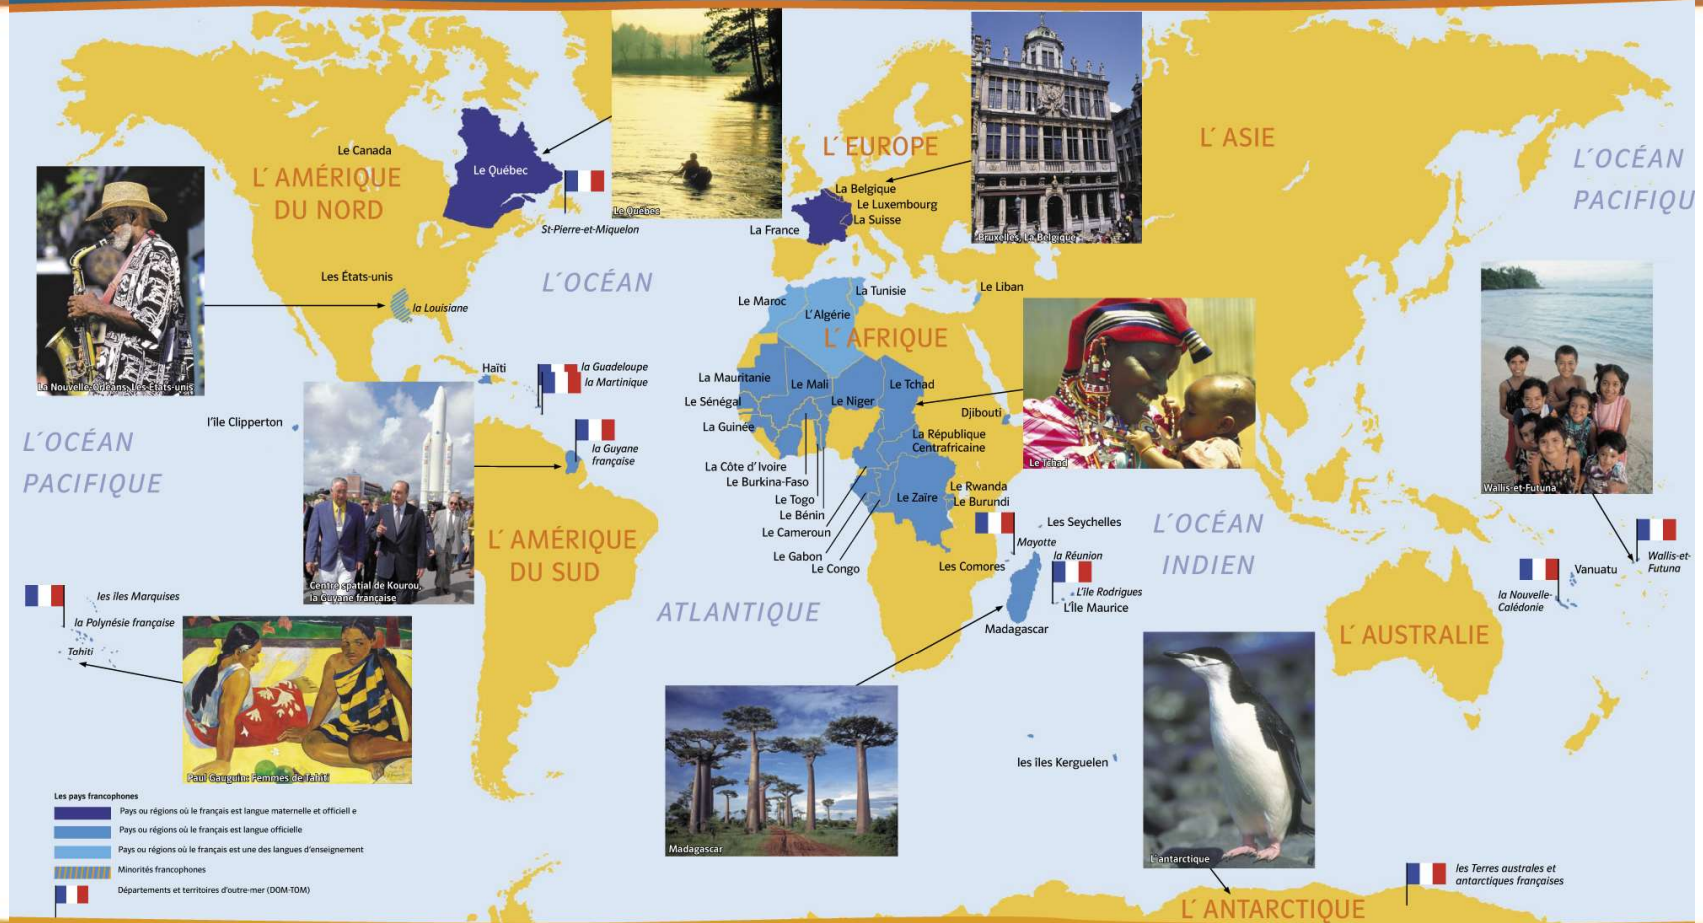 L'AMÉRIQUE
DU NORD
Le Canada
Le Québec
St-Pierre-et-Miquelon
Le Québec
L'EUROPE
La Belgique
Le Luxembourg
La Suisse
La France
Bruxelles, La Belgique
L'ASIE
L'OCÉAN
PACIFIQU
Les États-unis
la Louisiane
La Nouvelle-Orléans, Les Etats-unis
L'OCÉAN
ATLANTIQUE
Le Maroc
La Tunisie
L'Algérie
Le Liban
L'AFRIQUE
Haïti
la Guadeloupe
la Martinique
l'île Clipperton
la Guyane
française
L'OCÉAN
PACIFIQUE
La Mauritanie
Le Mali
Le Tchad
Le Sénégal
Le Niger
La Guinée
Djibouti
La République
Centrafricaine
Le Tchad
La Côte d'Ivoire
Le Burkina-Faso
Le Togo
Le Bénin
Le Cameroun
Le Gabon
Le Congo
Le Zaïre
Le Rwanda
Le Burundi
Les Seychelles
Mayotte
la Réunion
Les Comores
L'île Rodrigues
L'Île Maurice
Madagascar
L'OCÉAN
INDIEN
Wallis-et-Futuna
Wallis-et-
Futuna
Vanuatu
la Nouvelle-
Calédonie
L'AMÉRIQUE
DU SUD
Centre spatial de Kourou,
la Guyane française
les îles Marquises
la Polynésie française
Tahiti
Paul Gauguin: Femmes de Tahiti
L'AUSTRALIE
Madagascar
les îles Kerguelen
L'antarctique
L'ANTARCTIQUE
les Terres australes et
antarctiques françaises
Les pays francophones
Pays ou régions où le français est langue maternelle et officiell e
Pays ou régions où le français est langue officielle
Pays ou régions où le français est une des langues d'enseignement
Minorités francophones
Départements et territoires d'outre-mer (DOM-TOM)